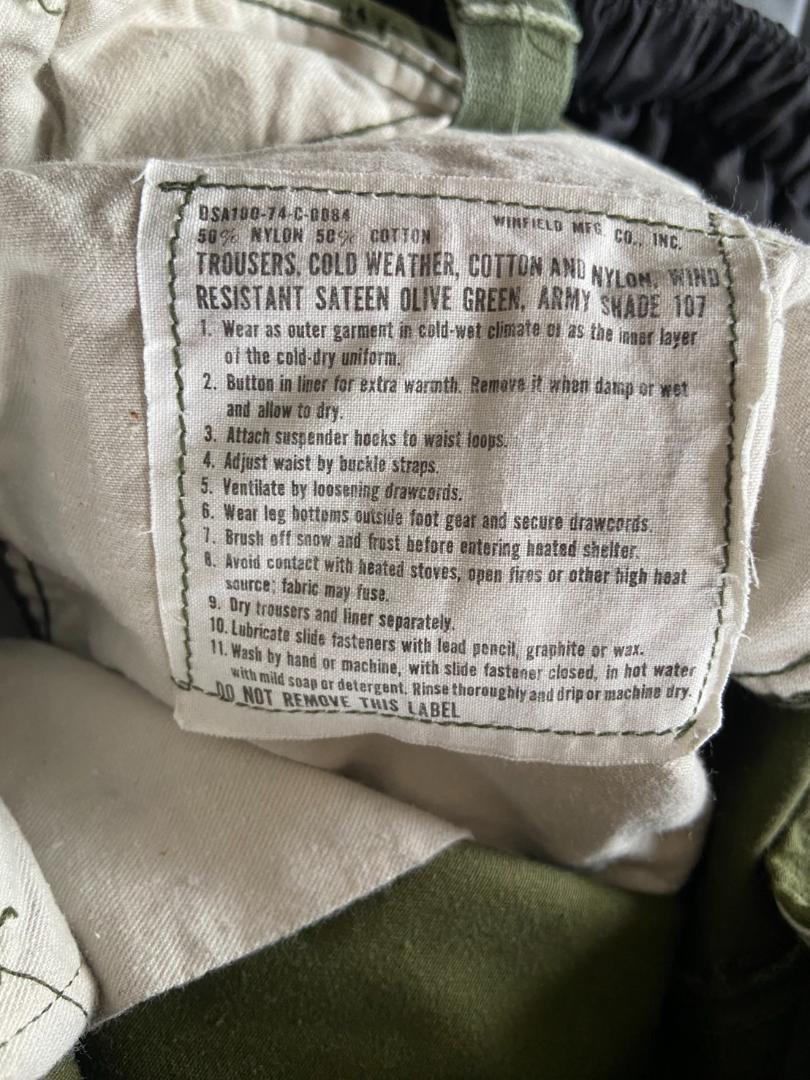 DSA100-74-C-0084 WINFIELD MFG. CO., INC.
50% NYLON 50% COTTON
TROUSERS, COLD WEATHER, COTTON AND NYLON, WIND
RESISTANT SATEEN OLIVE GREEN, ARMY SHADE 107
1. Wear as outer garment in cold-wet climate or as the inner layer
of the cold-dry uniform.
2. Button in liner for extra warmth. Remove it when damp or wet
and allow to dry.
3. Attach suspender hooks to waist loops.
4. Adjust waist by buckle straps.
5. Ventilate by loosening drawcords.
6. Wear leg bottoms outside foot gear and secure drawcords.
7. Brush off snow and frost before entering heated shelter.
8. Avoid contact with heated stoves, open fires or other high heat
source; fabric may fuse.
9. Dry trousers and liner separately.
10. Lubricate slide fasteners with lead pencil, graphite or wax.
11. Wash by hand or machine, with slide fastener closed, in hot water
with mild soap or detergent. Rinse thoroughly and drip or machine dry.
DO NOT REMOVE THIS LABEL